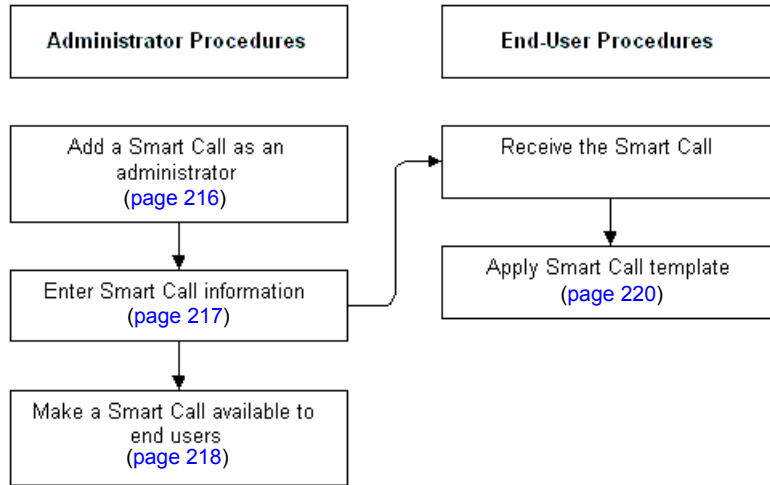 Administrator Procedures
End-User Procedures
Add a Smart Call as an
administrator
(page 216)
Receive the Smart Call
Enter Smart Call information
(page 217)
Apply Smart Call template
(page 220)
Make a Smart Call available to
end users
(page 218)